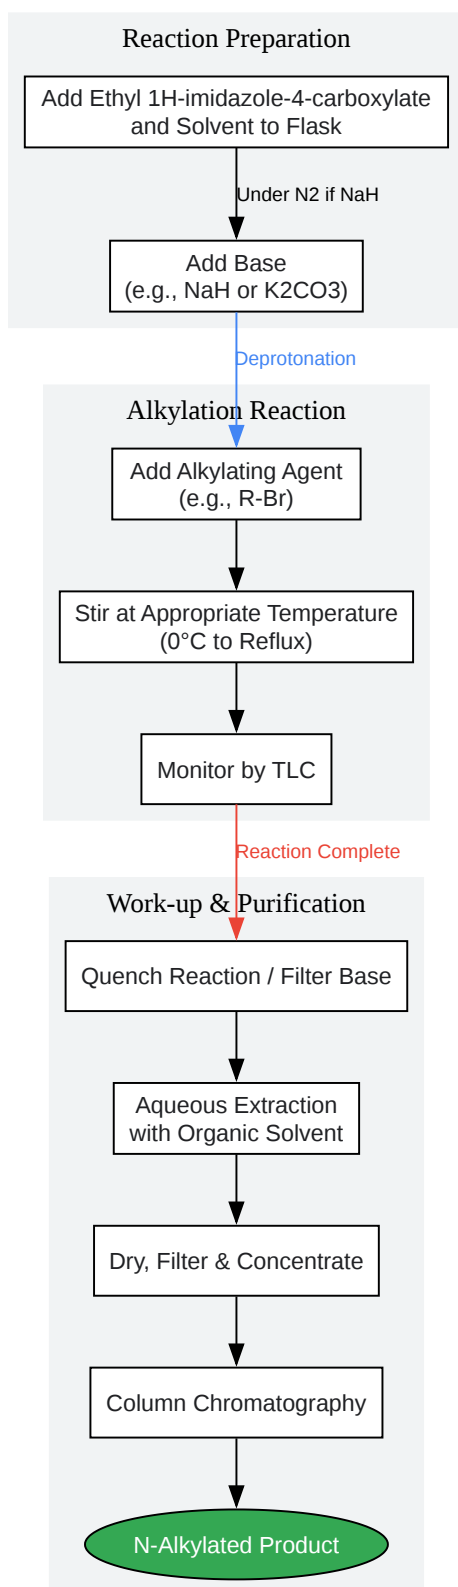 Reaction Preparation
Add Ethyl 1H-imidazole-4-carboxylate
and Solvent to Flask
Under N2 if NaH
Add Base
(e.g., NaH or K2CO3)
Deprotonation
Alkylation Reaction
Add Alkylating Agent
(e.g., R-Br)
Stir at Appropriate Temperature
(0°C to Reflux)
Monitor by TLC
Reaction Complete
Work-up & Purification
Quench Reaction / Filter Base
Aqueous Extraction
with Organic Solvent
Dry, Filter & Concentrate
Column Chromatography
N-Alkylated Product